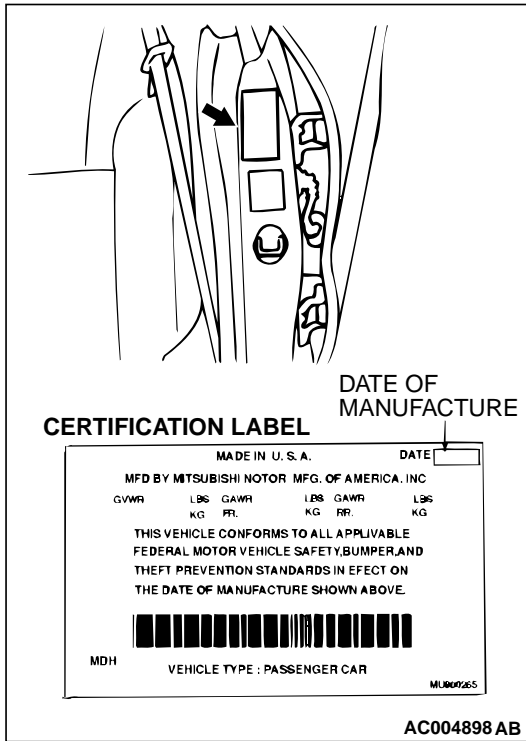 DATE OF
MANUFACTURE
CERTIFICATION LABEL
MADE IN U. S. A. DATE
MFD BY MITSUBISHI NOTOR MFG. OF AMERICA. INC
GVWR LBS GAWR LBS GAWR LBS
KG FR. KG RR. KG
THIS VEHICLE CONFORMS TO ALL APPLIVABLE
FEDERAL MOTOR VEHICLE SAFETY,BUMPER,AND
THEFT PREVENTION STANDARDS IN EFECT ON
THE DATE OF MANUFACTURE SHOWN ABOVE.
MDH
VEHICLE TYPE : PASSENGER CAR
MU800265
AC004898 AB